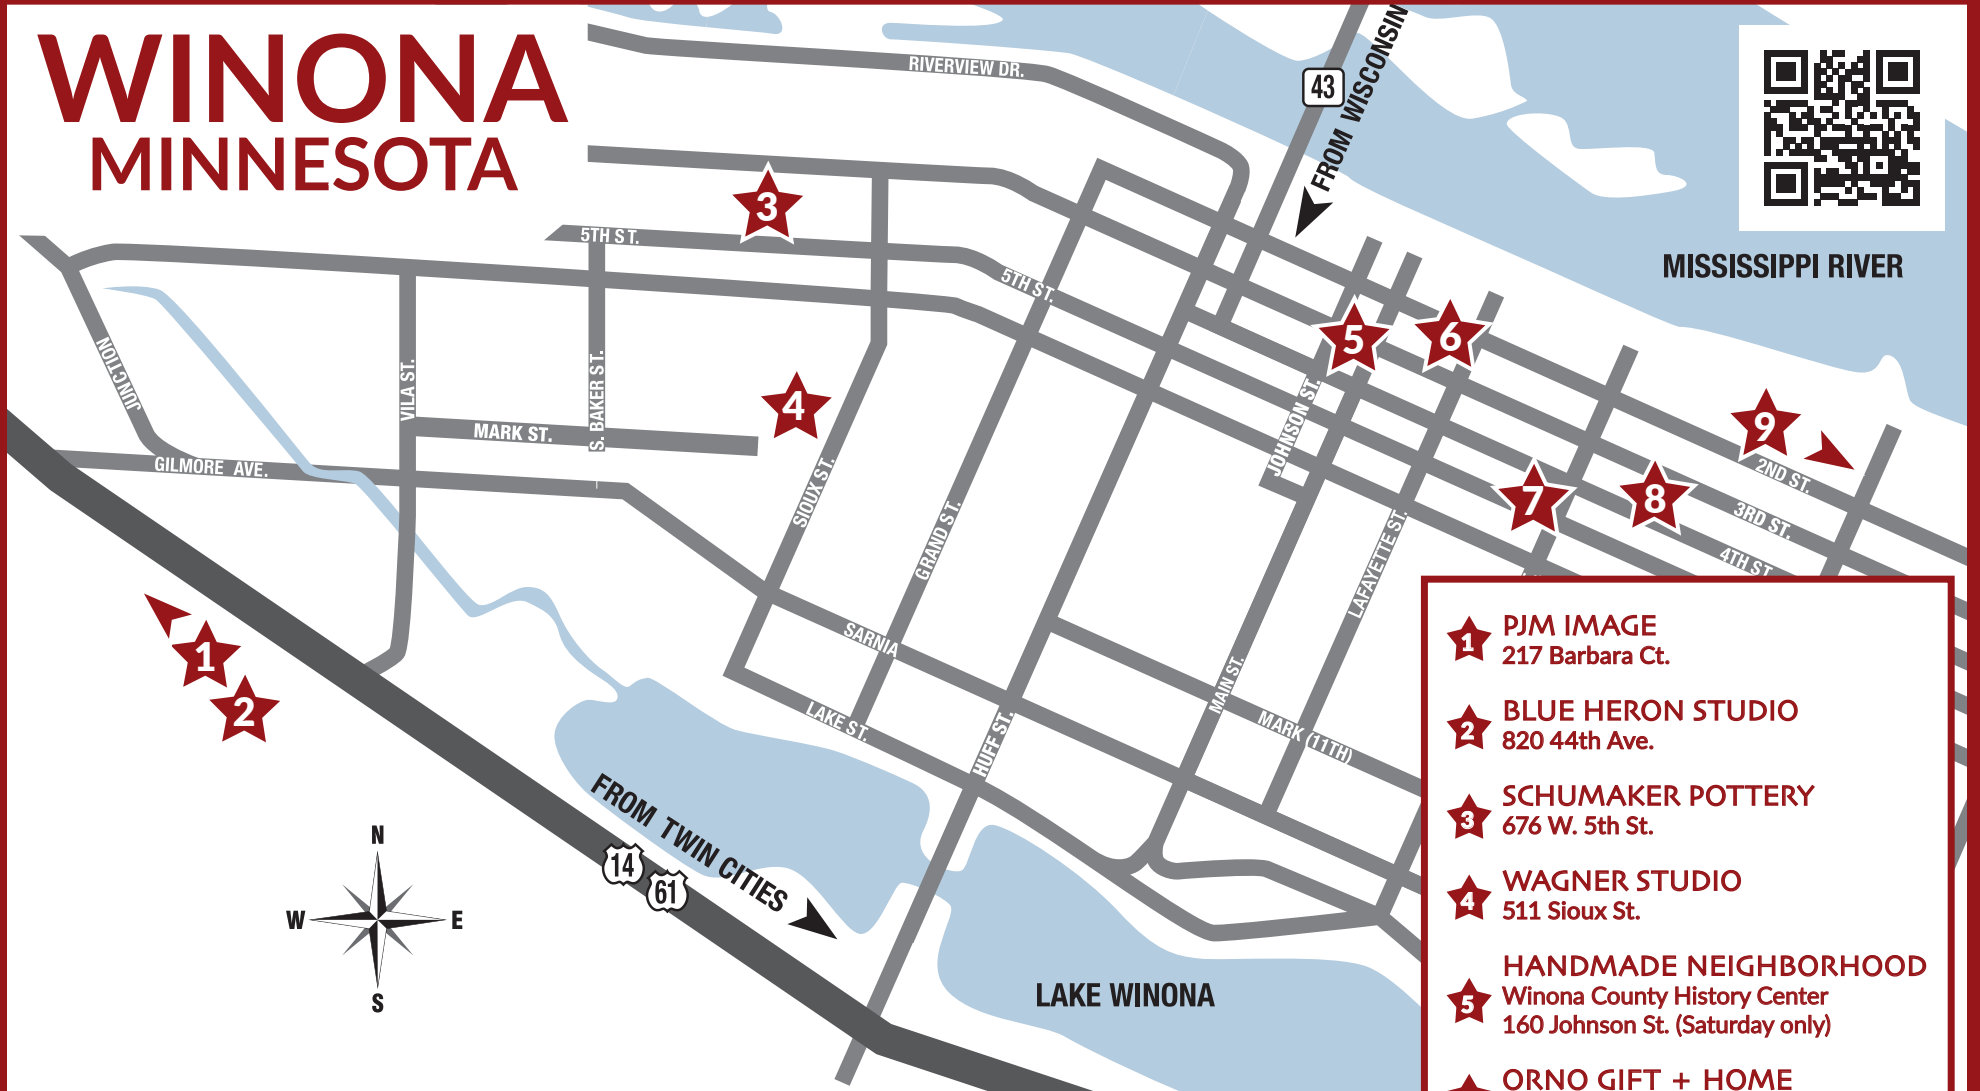 WINONA
MINNESOTA
RIVERVIEW DR.
43
FROM WISCONSIN
MISSISSIPPI RIVER
3
5TH ST.
5TH ST.
JUNCTION
VILA ST.
S. BAKER ST.
MARK ST.
GILMORE AVE.
4
SIOUX ST.
GRAND ST.
5
6
JOHNSON ST.
9
2ND ST.
7
8
3RD ST.
4TH ST.
LAFAYETTE ST.
1
2
SARNIA
LAKE ST.
HUFF ST.
MAIN ST.
MARK (11TH)
FROM TWIN CITIES
14
61
N
W
E
S
LAKE WINONA
1
PJM IMAGE
217 Barbara Ct.
2
BLUE HERON STUDIO
820 44th Ave.
3
SCHUMAKER POTTERY
676 W. 5th St.
4
WAGNER STUDIO
511 Sioux St.
5
HANDMADE NEIGHBORHOOD
Winona County History Center
160 Johnson St. (Saturday only)
ORNO GIFT + HOME